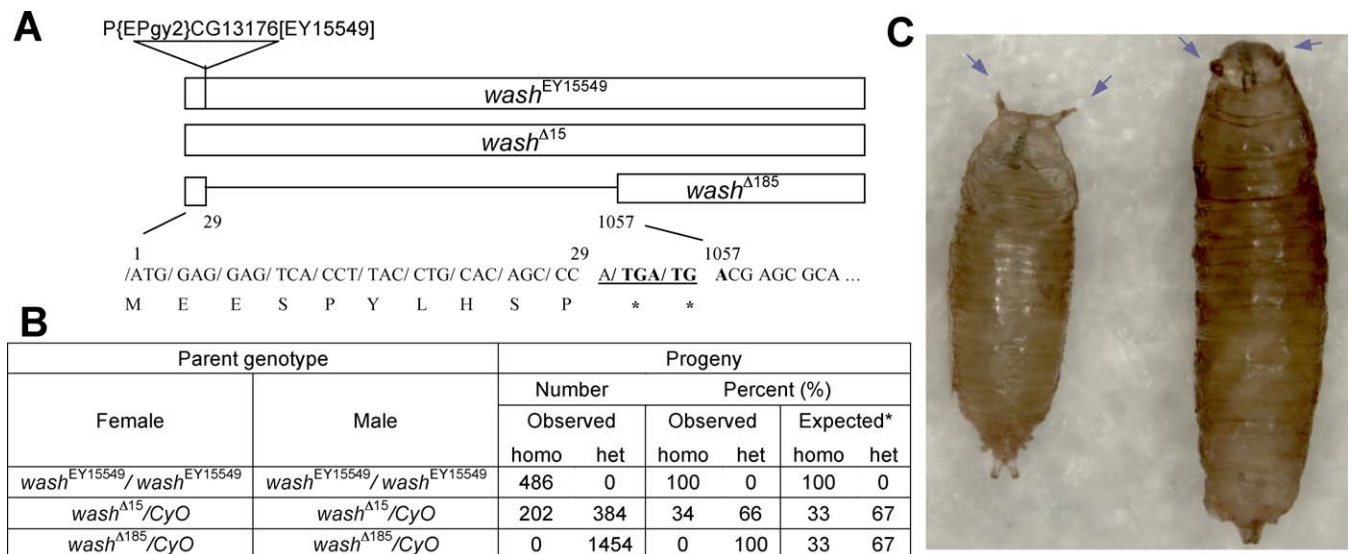 A
P{EPgy2}CG13176[EY15549]
wash^EY15549
wash^Δ15
wash^Δ185
29 1057
1 29 1057
/ATG/ GAG/ GAG/ TCA/ CCT/ TAC/ CTG/ CAC/ AGC/ CC A/ TGA/ TG ACG AGC GCA ...
M E E S P Y L H S P * *
B
Parent genotype Progeny
Number Percent (%)
Female Male Observed Observed Expected*
homo het homo het homo het
wash^EY15549/ wash^EY15549 wash^EY15549/ wash^EY15549 486 0 100 0 100 0
wash^Δ15/CyO wash^Δ15/CyO 202 384 34 66 33 67
wash^Δ185/CyO wash^Δ185/CyO 0 1454 0 100 33 67
C